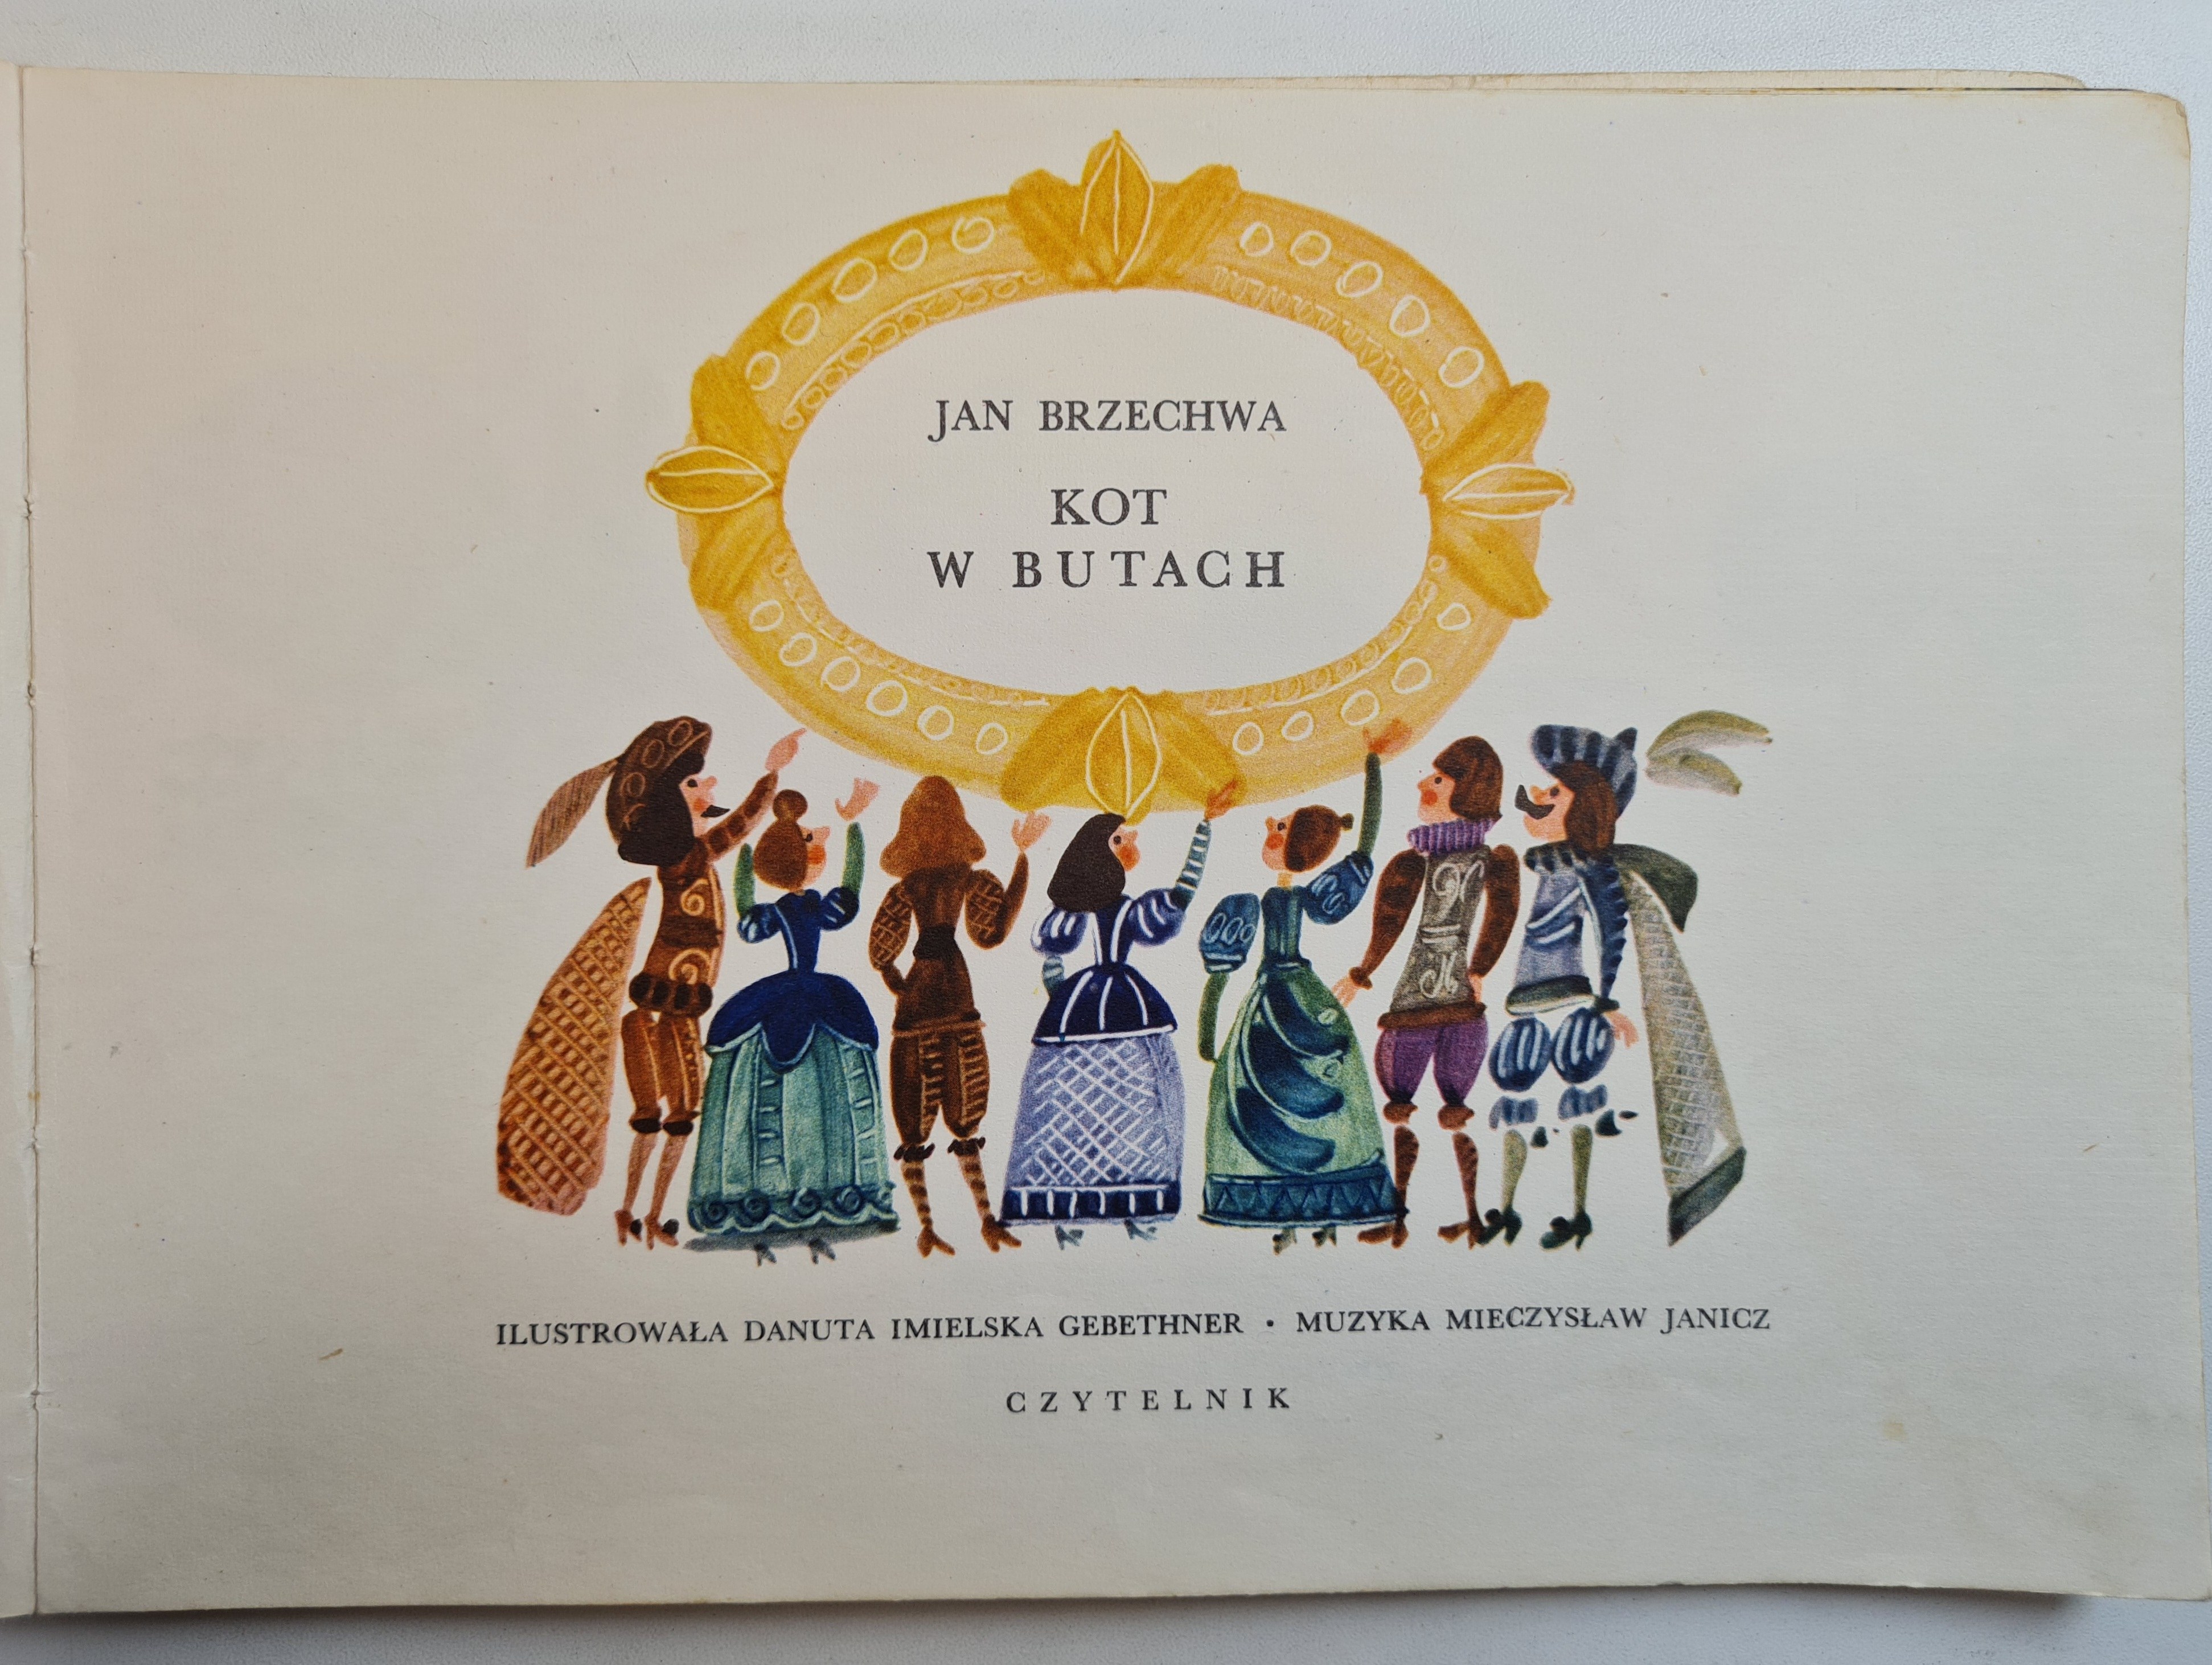 JAN BRZECHWA
KOT
W BUTACH
ILUSTROWAŁA DANUTA IMIELSKA GEBETHNER • MUZYKA MIECZYSŁAW JANICZ
CZYTELNIK